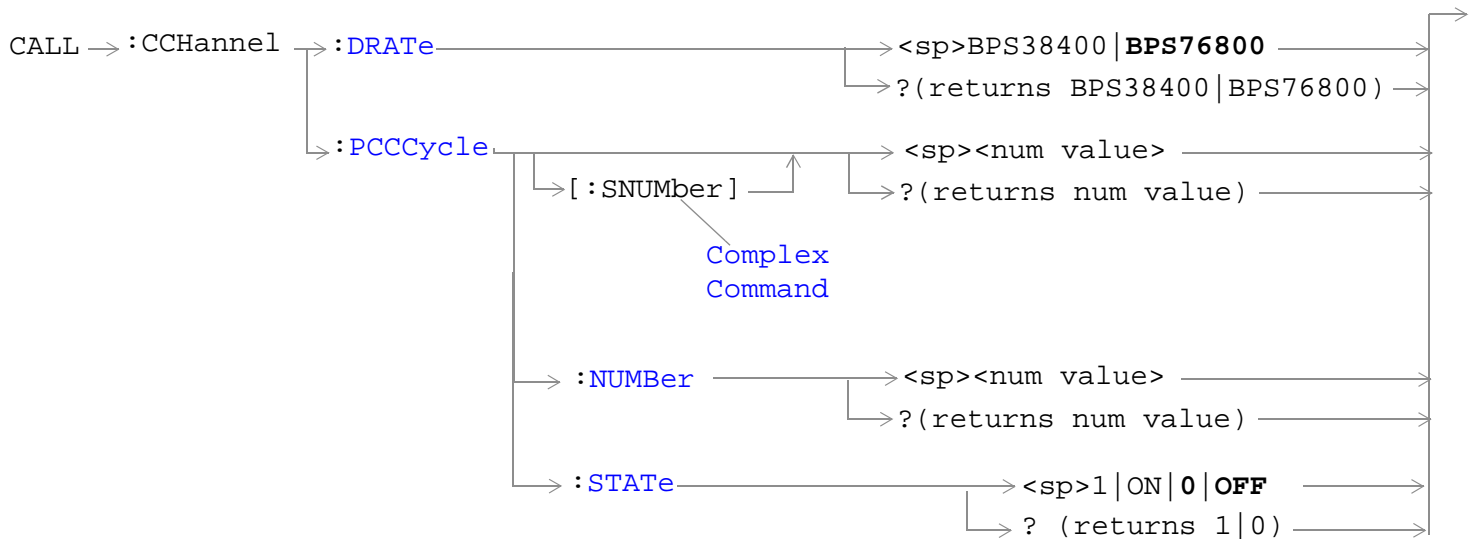 CALL :CCHannel :DRATe <sp>BPS38400|BPS76800
?(returns BPS38400|BPS76800)
:PCCCycle <sp><num value>
[:SNUMber] ?(returns num value)
Complex
Command
:NUMBer <sp><num value>
?(returns num value)
:STATe <sp>1|ON|0|OFF
? (returns 1|0)